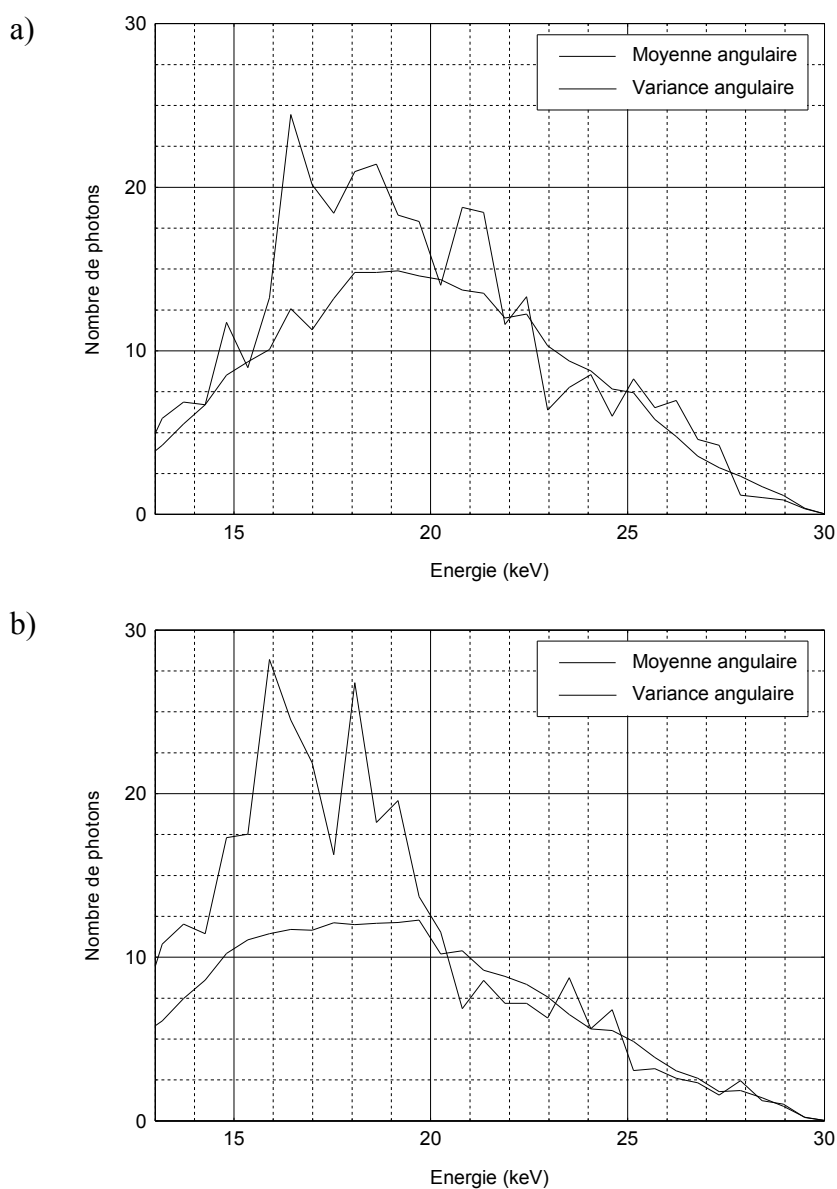 a)
30
20
10
0
Nombre de photons
Moyenne angulaire
Variance angulaire
15
20
25
30
Energie (keV)
b)
30
20
10
0
Nombre de photons
Moyenne angulaire
Variance angulaire
15
20
25
30
Energie (keV)